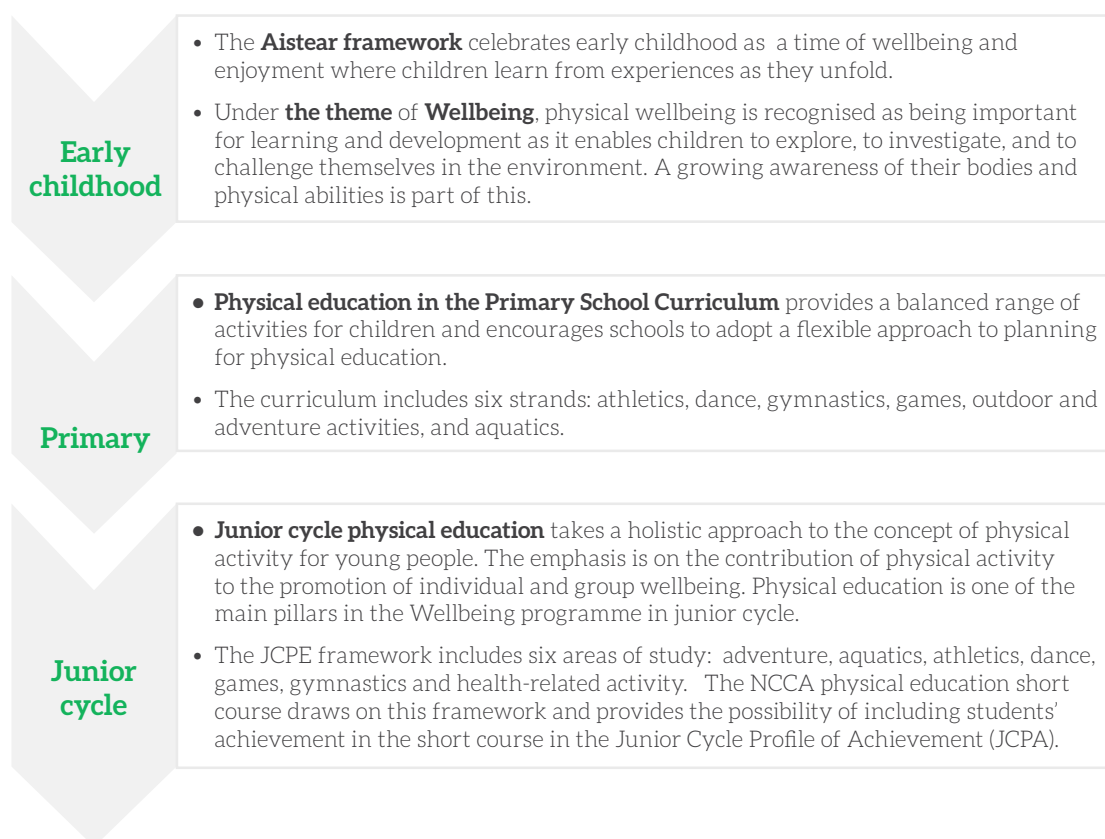 • The Aistear framework celebrates early childhood as  a time of wellbeing and
enjoyment where children learn from experiences as they unfold.
• Under the theme of Wellbeing, physical wellbeing is recognised as being important
for learning and development as it enables children to explore, to investigate, and to
challenge themselves in the environment. A growing awareness of their bodies and
physical abilities is part of this.
Early
childhood
• Physical education in the Primary School Curriculum provides a balanced range of
activities for children and encourages schools to adopt a flexible approach to planning
for physical education.
• The curriculum includes six strands: athletics, dance, gymnastics, games, outdoor and
adventure activities, and aquatics.
Primary
• Junior cycle physical education takes a holistic approach to the concept of physical
activity for young people. The emphasis is on the contribution of physical activity
to the promotion of individual and group wellbeing. Physical education is one of the
main pillars in the Wellbeing programme in junior cycle.
• The JCPE framework includes six areas of study:  adventure, aquatics, athletics, dance,
games, gymnastics and health-related activity.   The NCCA physical education short
course draws on this framework and provides the possibility of including students’
achievement in the short course in the Junior Cycle Profile of Achievement (JCPA).
Junior
cycle